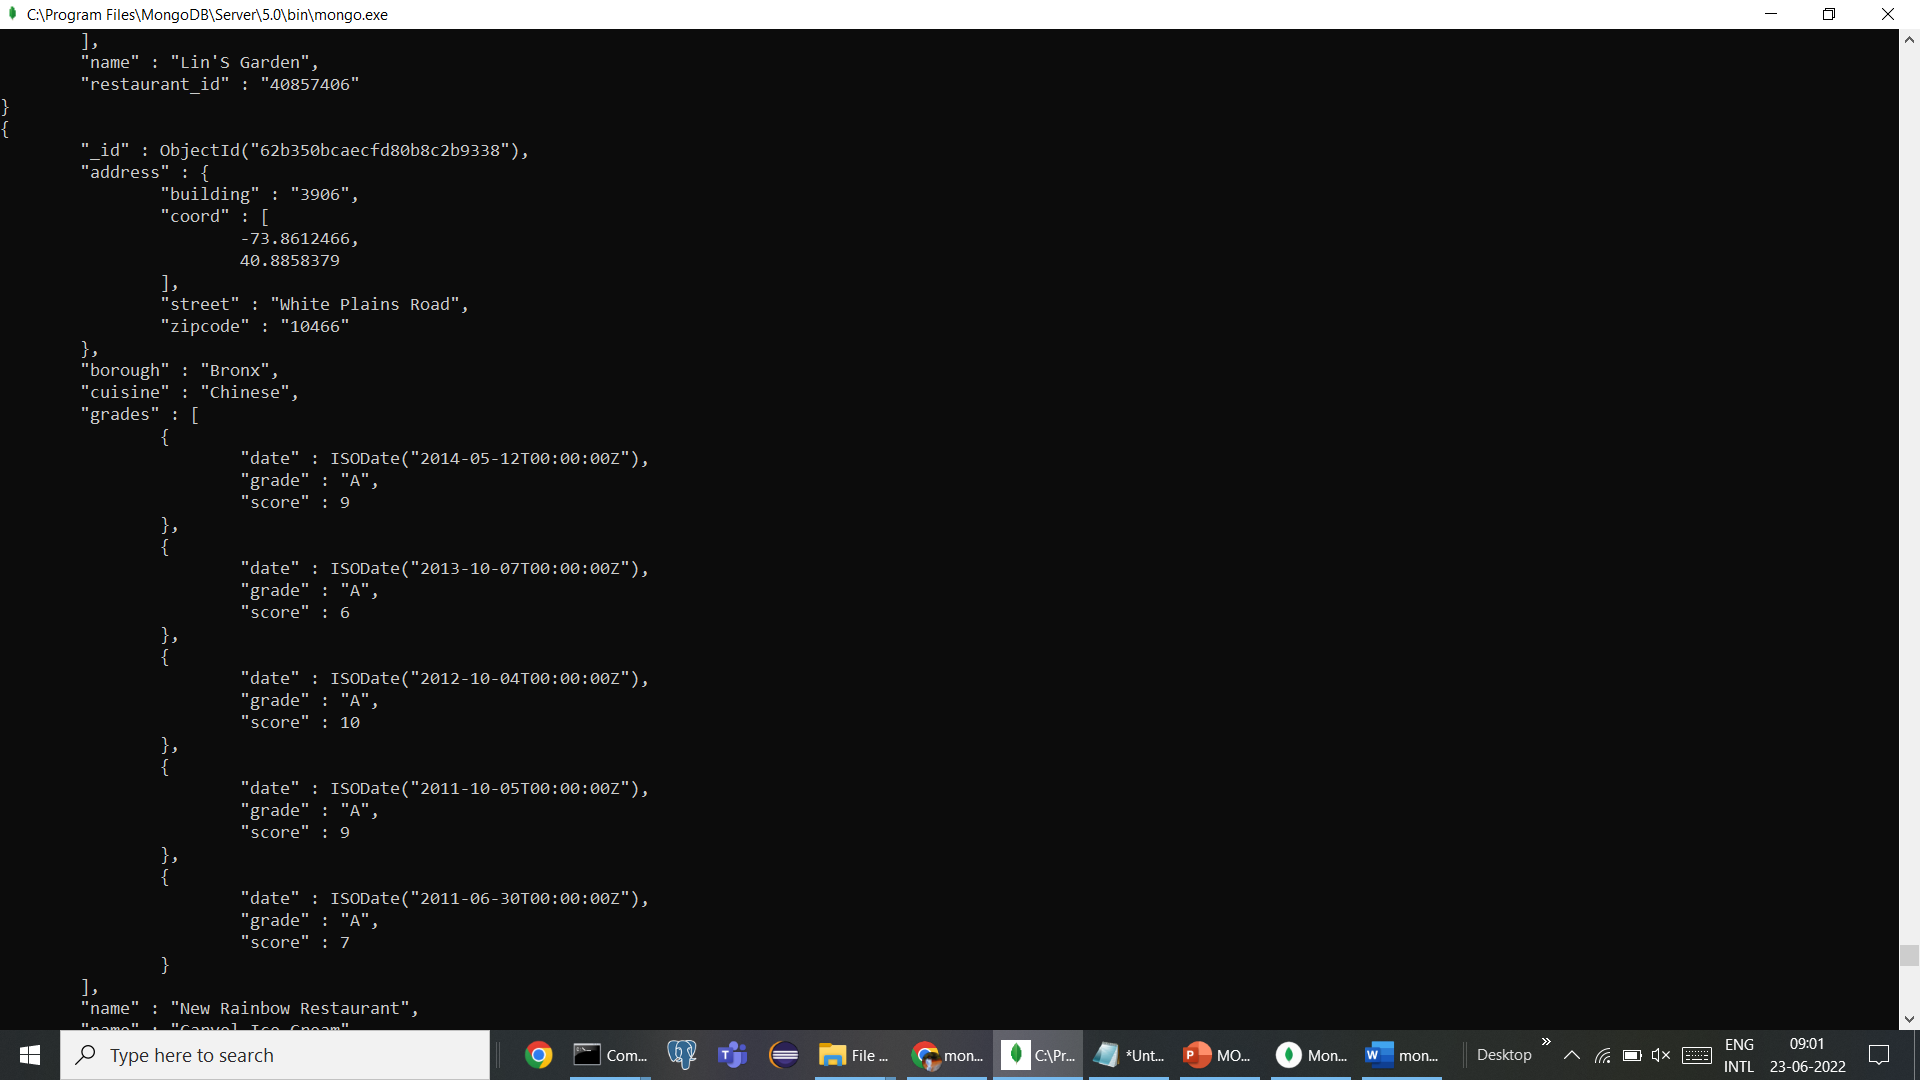 C:\Program Files\MongoDB\Server\5.0\bin\mongo.exe
],
"name" : "Lin'S Garden",
"restaurant_id" : "40857406"
}
{
"_id" : ObjectId("62b350bcaecfd80b8c2b9338"),
"address" : {
"building" : "3906",
"coord" : [
-73.8612466,
40.8858379
],
"street" : "White Plains Road",
"zipcode" : "10466"
},
"borough" : "Bronx",
"cuisine" : "Chinese",
"grades" : [
{
"date" : ISODate("2014-05-12T00:00:00Z"),
"grade" : "A",
"score" : 9
},
{
"date" : ISODate("2013-10-07T00:00:00Z"),
"grade" : "A",
"score" : 6
},
{
"date" : ISODate("2012-10-04T00:00:00Z"),
"grade" : "A",
"score" : 10
},
{
"date" : ISODate("2011-10-05T00:00:00Z"),
"grade" : "A",
"score" : 9
},
{
"date" : ISODate("2011-06-30T00:00:00Z"),
"grade" : "A",
"score" : 7
}
],
"name" : "New Rainbow Restaurant",
"name" : "Carvel Ice Cream"
Type here to search
Com... File ... mon... C:\Pr... *Unt... MO... Mon... mon... Desktop » ENG 09:01
INTL 23-06-2022